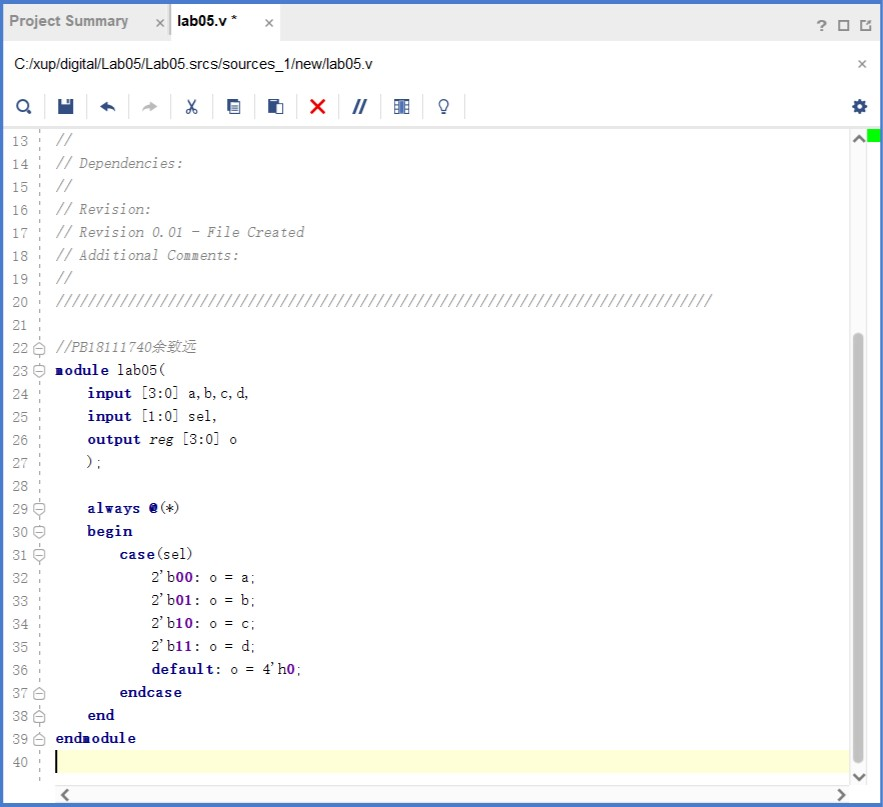 Project Summary × lab05.v * ×
? 
C:/xup/digital/Lab05/Lab05.srcs/sources_1/new/lab05.v ×
13 //
14 // Dependencies:
15 //
16 // Revision:
17 // Revision 0.01 - File Created
18 // Additional Comments:
19 //
20 //////////////////////////////////////////////////////////////////////////////////
21
22 //PB18111740余致远
23 module lab05(
24 input [3:0] a,b,c,d,
25 input [1:0] sel,
26 output reg [3:0] o
27 );
28
29 always @(*)
30 begin
31 case(sel)
32 2'b00: o = a;
33 2'b01: o = b;
34 2'b10: o = c;
35 2'b11: o = d;
36 default: o = 4'h0;
37 endcase
38 end
39 endmodule
40